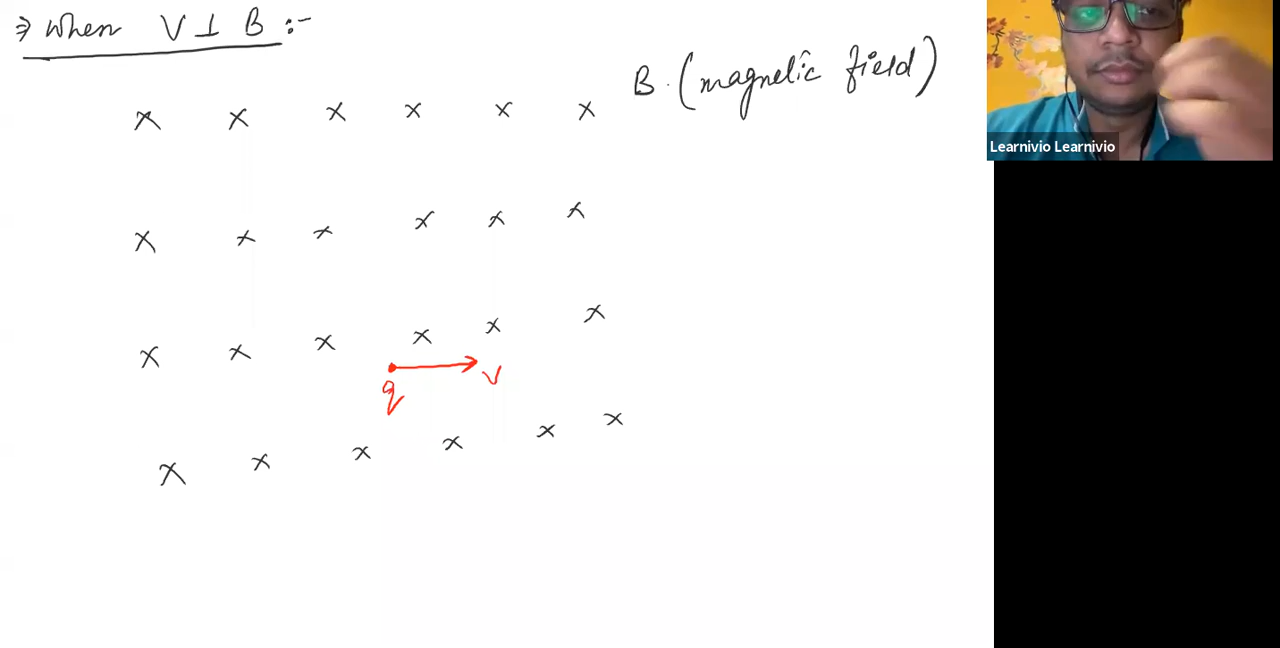 ⇒ When V ⊥ B :-
B. (magnetic field)
Learnivio Learnivio
x x x x x x
x x x x x x
x x x x x x
q v
x x x x x x